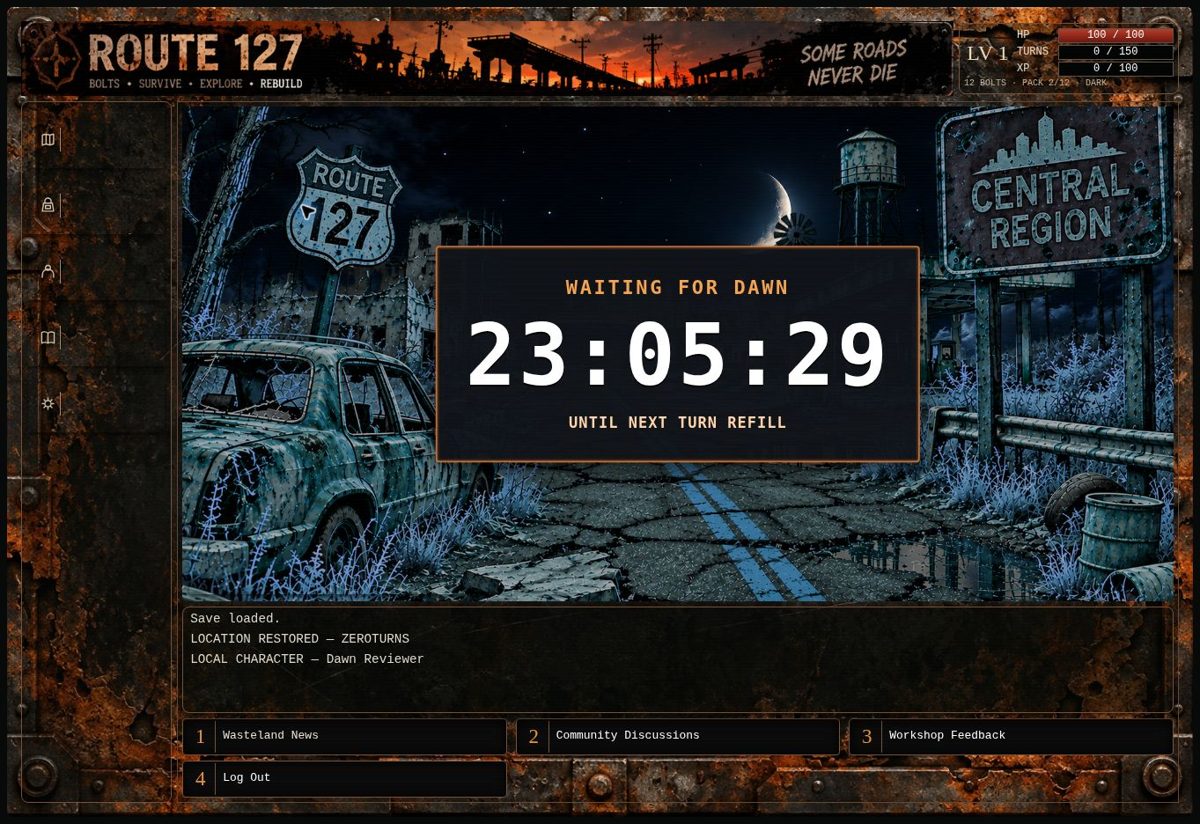 ROUTE 127
BOLTS • SURVIVE • EXPLORE • REBUILD
SOME ROADS
NEVER DIE
LV 1
HP 100 / 100
TURNS 0 / 150
XP 0 / 100
12 BOLTS · PACK 2/12 · DARK
ROUTE
127
CENTRAL
REGION
WAITING FOR DAWN
23:05:29
UNTIL NEXT TURN REFILL
Save loaded.
LOCATION RESTORED — ZEROTURNS
LOCAL CHARACTER — Dawn Reviewer
1 Wasteland News
2 Community Discussions
3 Workshop Feedback
4 Log Out